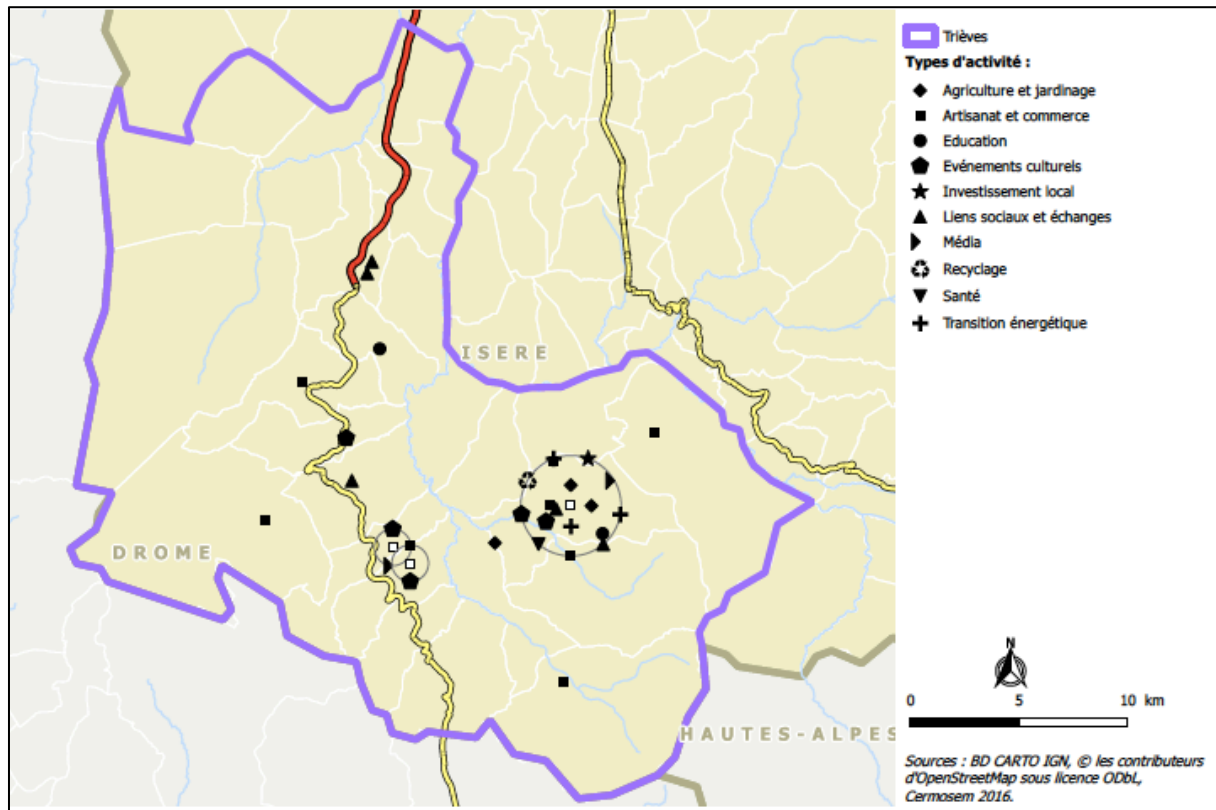 ISERE
DROME
HAUTES-ALPES
Trièves
Types d'activité :
Agriculture et jardinage
Artisanat et commerce
Education
Evénements culturels
Investissement local
Liens sociaux et échanges
Média
Recyclage
Santé
Transition énergétique
N
0 5 10 km
Sources : BD CARTO IGN, © les contributeurs
d'OpenStreetMap sous licence ODbL,
Cermosem 2016.